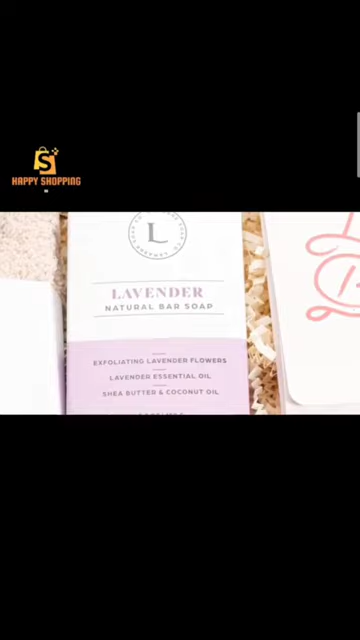 S
HAPPY SHOPPING
L
LAVENDER
NATURAL BAR SOAP
EXFOLIATING LAVENDER FLOWERS
LAVENDER ESSENTIAL OIL
SHEA BUTTER & COCONUT OIL